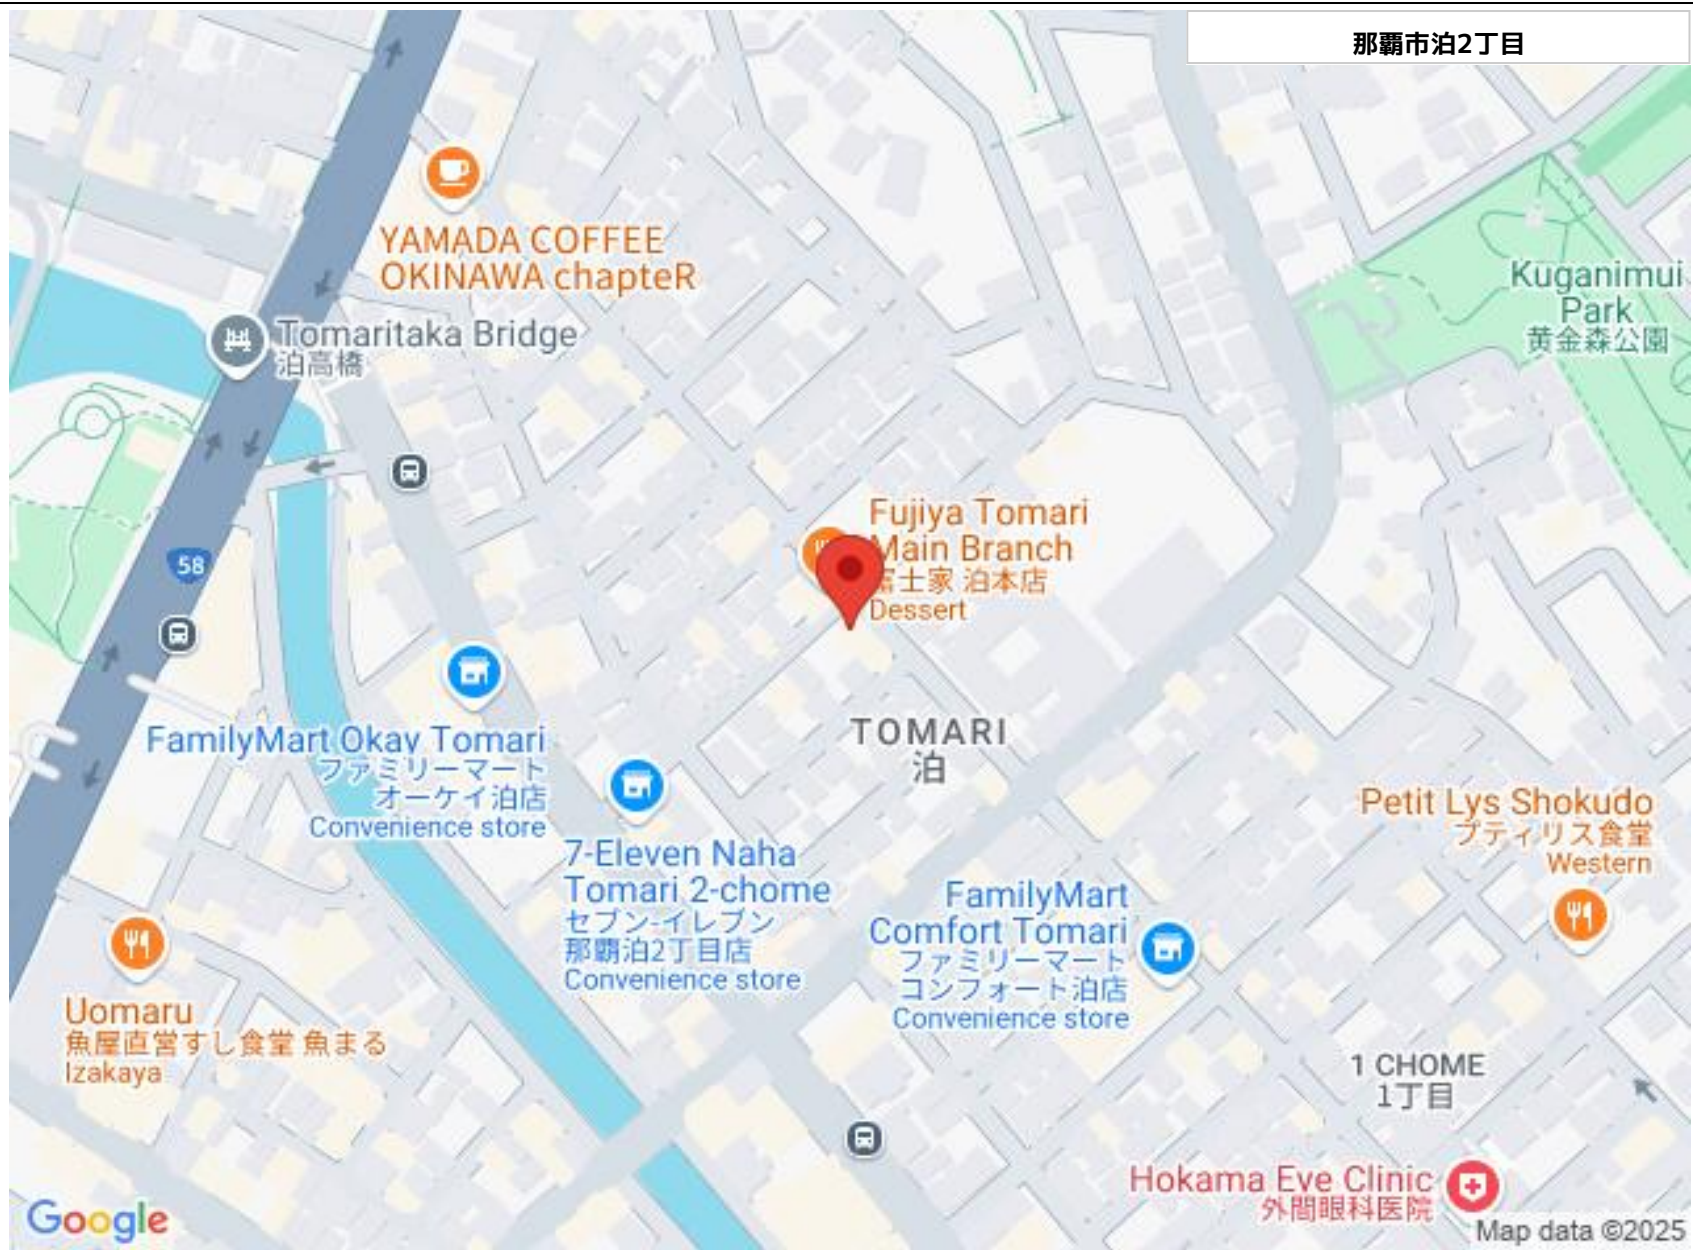 那覇市泊2丁目
YAMADA COFFEE
OKINAWA chapteR
Kuganimui
Park
黄金森公園
Tomaritaka Bridge
泊高橋
Fujiya Tomari
Main Branch
富士家 泊本店
Dessert
58
TOMARI
泊
FamilyMart Okay Tomari
ファミリーマート
オーケイ泊店
Convenience store
7-Eleven Naha
Tomari 2-chome
セブン-イレブン
那覇泊2丁目店
Convenience store
Petit Lys Shokudo
プティリス食堂
Western
FamilyMart
Comfort Tomari
ファミリーマート
コンフォート泊店
Convenience store
Uomaru
魚屋直営すし食堂 魚まる
Izakaya
1 CHOME
1丁目
Hokama Eye Clinic
外間眼科医院
Google
Map data ©2025